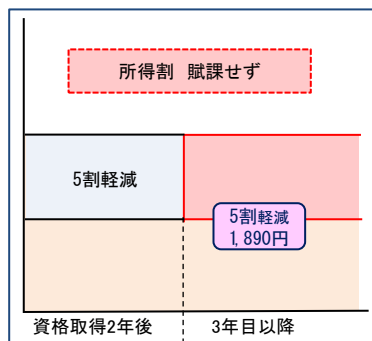 所得割 賦課せず
5割軽減
5割軽減
1,890円
資格取得2年後
3年目以降